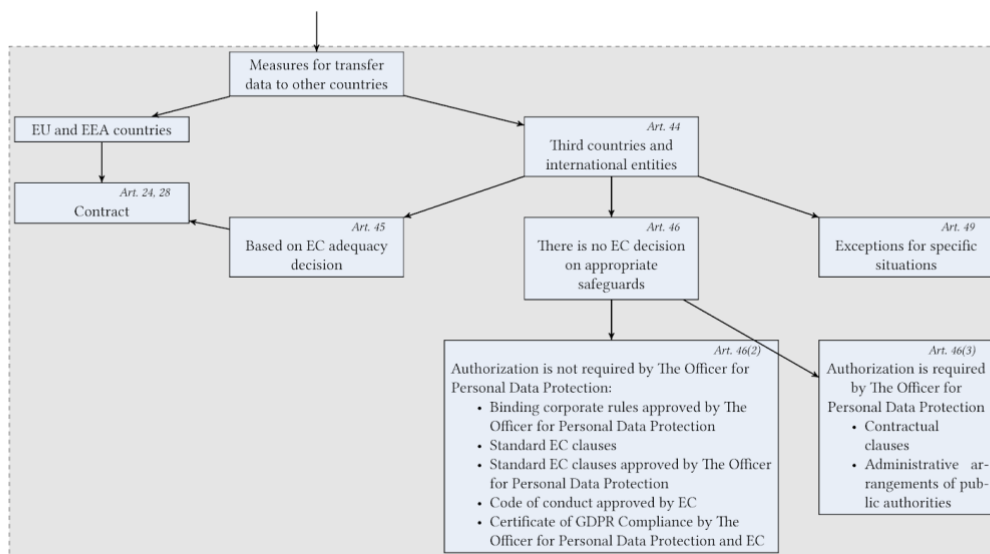 Measures for transfer
data to other countries
EU and EEA countries
Art. 44
Third countries and
international entities
Art. 24, 28
Contract
Art. 45
Based on EC adequacy
decision
Art. 46
There is no EC decision
on appropriate
safeguards
Art. 49
Exceptions for specific
situations
Art. 46(2)
Authorization is not required by The Officer for
Personal Data Protection:
• Binding corporate rules approved by The
Officer for Personal Data Protection
• Standard EC clauses
• Standard EC clauses approved by The Officer
for Personal Data Protection
• Code of conduct approved by EC
• Certificate of GDPR Compliance by The
Officer for Personal Data Protection and EC
Art. 46(3)
Authorization is required
by The Officer for
Personal Data Protection
• Contractual
clauses
• Administrative ar-
rangements of pub-
lic authorities